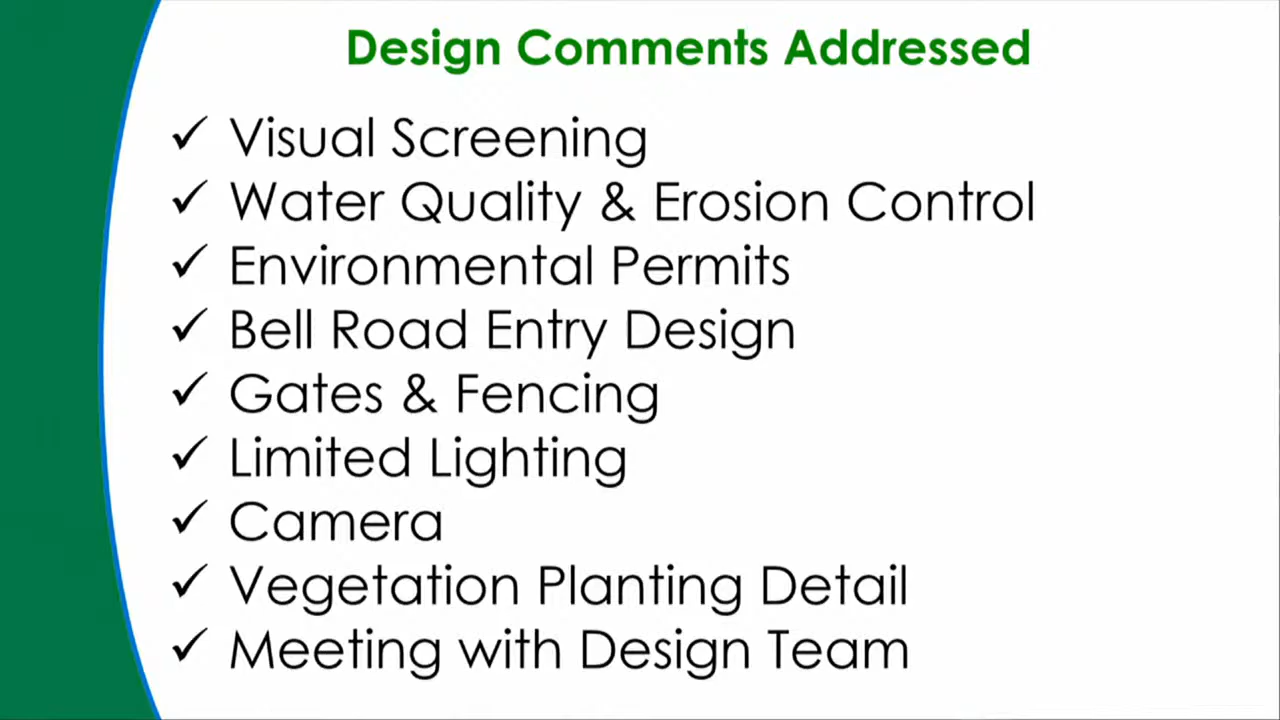 Design Comments Addressed
✓ Visual Screening
✓ Water Quality & Erosion Control
✓ Environmental Permits
✓ Bell Road Entry Design
✓ Gates & Fencing
✓ Limited Lighting
✓ Camera
✓ Vegetation Planting Detail
✓ Meeting with Design Team